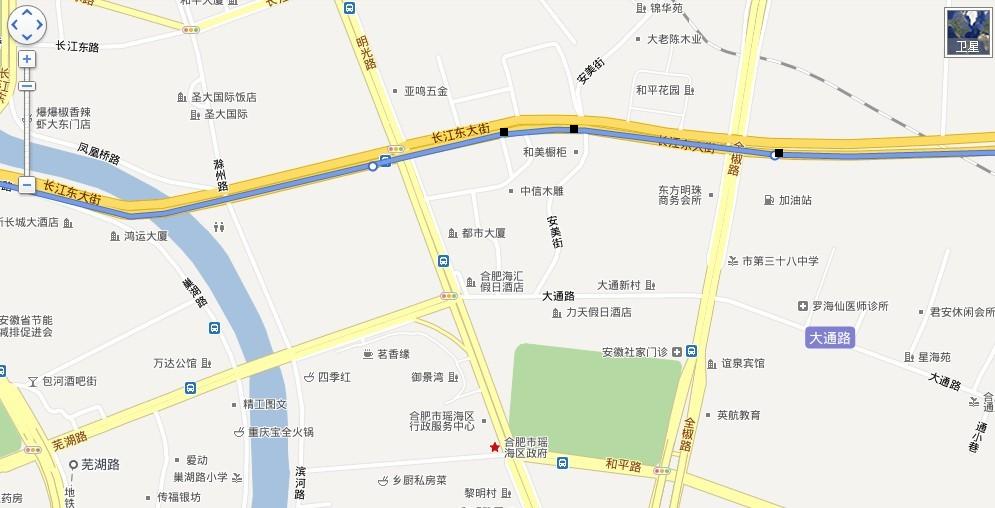 和平大厦
锦华苑
卫星
长江东路
明光路
大老陈木业
安美街
亚鸣五金
圣大国际饭店
圣大国际
和平花园
爆爆椒香辣
虾大东门店
长江东大街
长江东大街
全椒路
和美橱柜
凤凰桥路
滁州路
中信木雕
东方明珠
商务会所
加油站
长江东大街
安美街
新长城大酒店
鸿运大厦
都市大厦
市第三十八中学
合肥海汇
假日酒店
大通新村
巢湖路
大通路
力天假日酒店
罗海仙医师诊所
君安休闲会所
安徽省节能
减排促进会
大通路
茗香缘
安徽社家门诊
谊泉宾馆
星海苑
万达公馆
四季红
御景湾
包河酒吧街
大通路
精工图文
合肥市瑶海区
行政服务中心
英航教育
通小巷
重庆宝全火锅
全椒路
芜湖路
合肥市瑶
海区政府
和平路
芜湖路
爱动
巢湖路小学
滨河路
乡厨私房菜
地铁
药房
传福银坊
黎明村